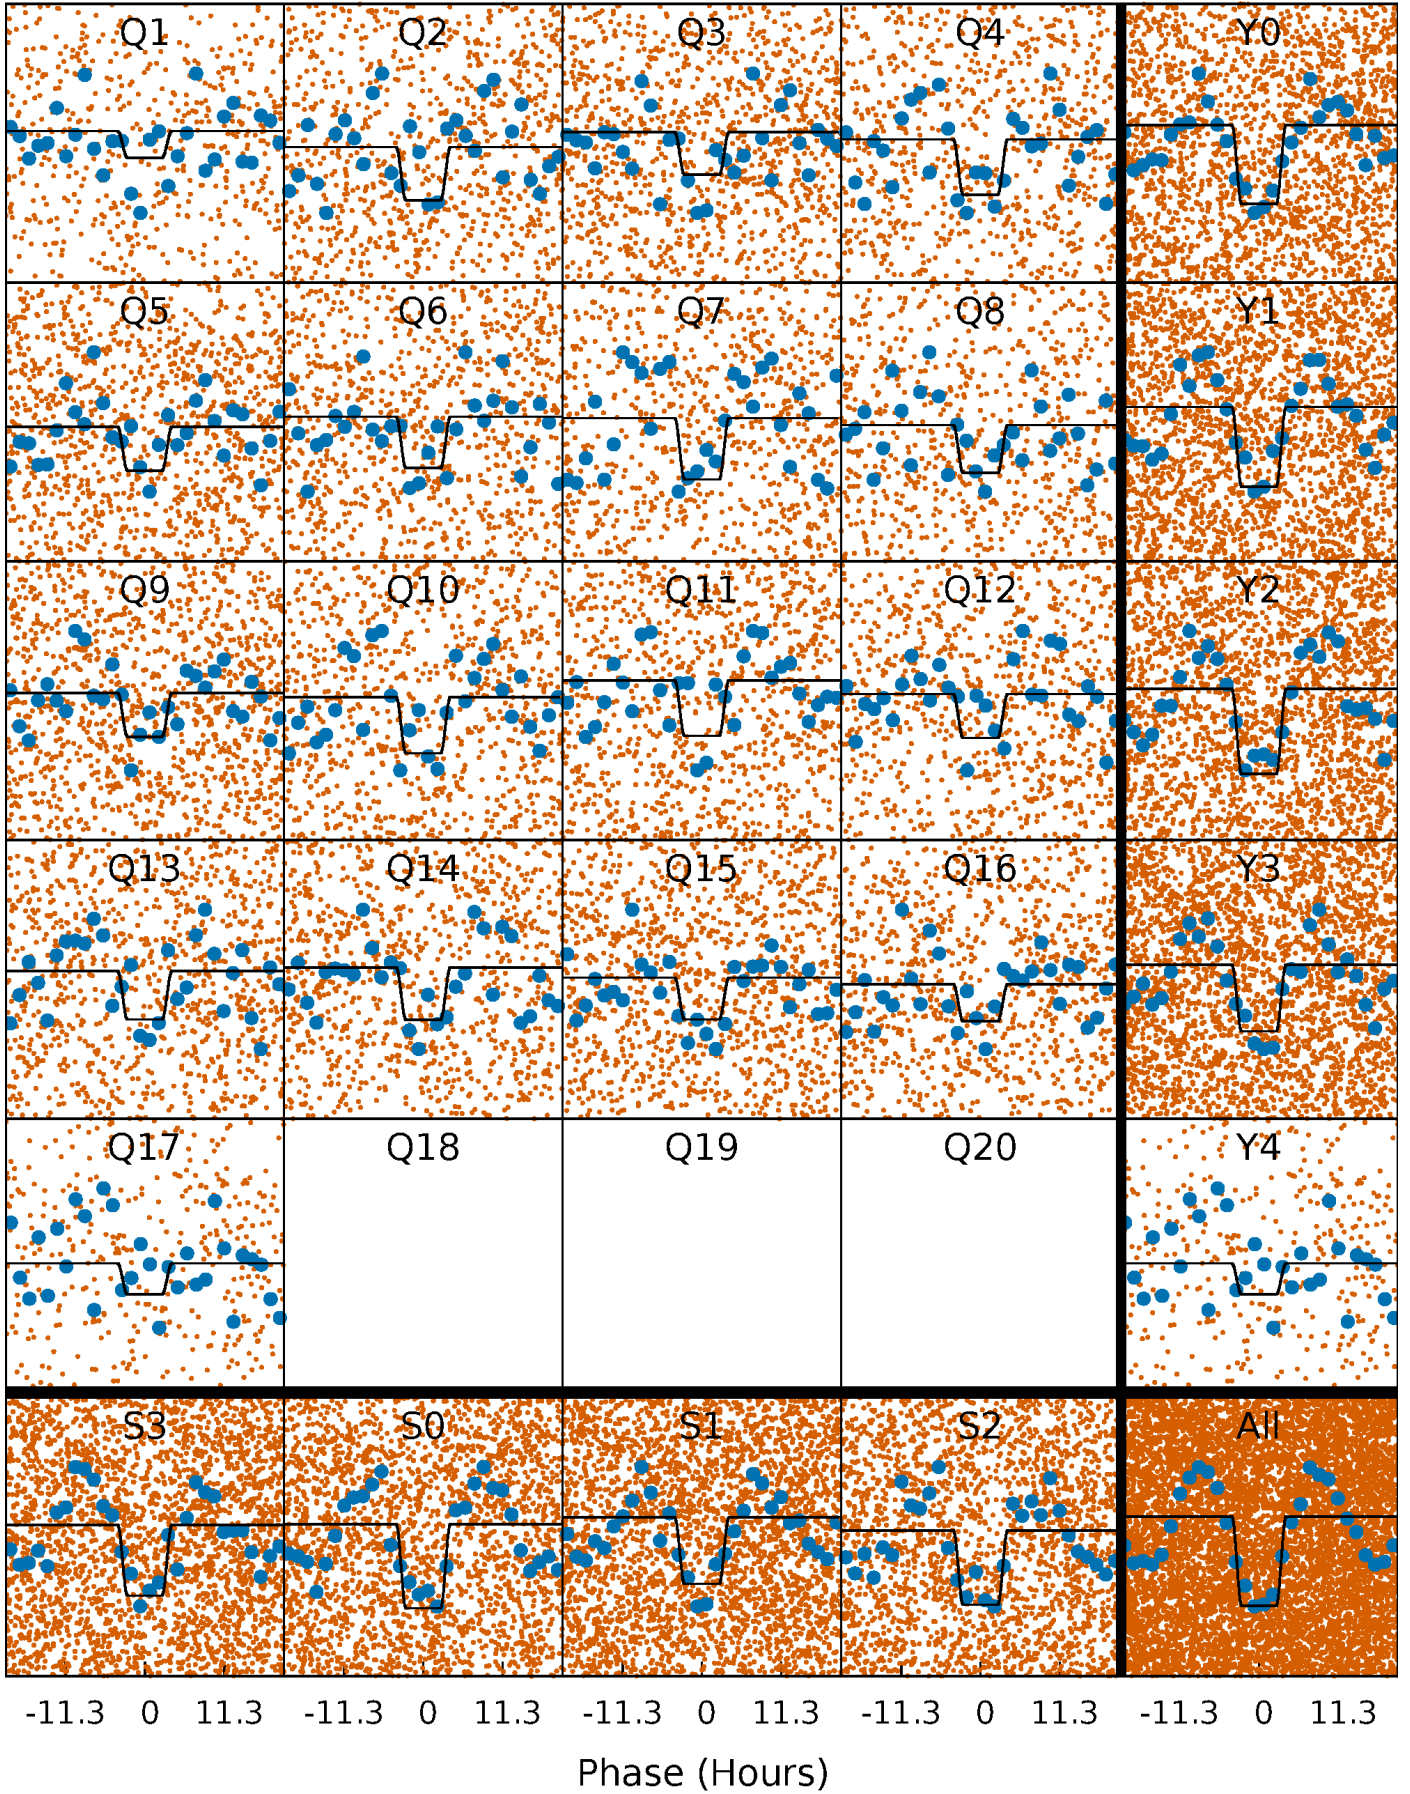 Q1 Q2 Q3 Q4 Y0
Q5 Q6 Q7 Q8 Y1
Q9 Q10 Q11 Q12 Y2
Q13 Q14 Q15 Q16 Y3
Q17 Q18 Q19 Q20 Y4
S3 S0 S1 S2 All
-11.3 0 11.3 -11.3 0 11.3 -11.3 0 11.3 -11.3 0 11.3 -11.3 0 11.3
Phase (Hours)